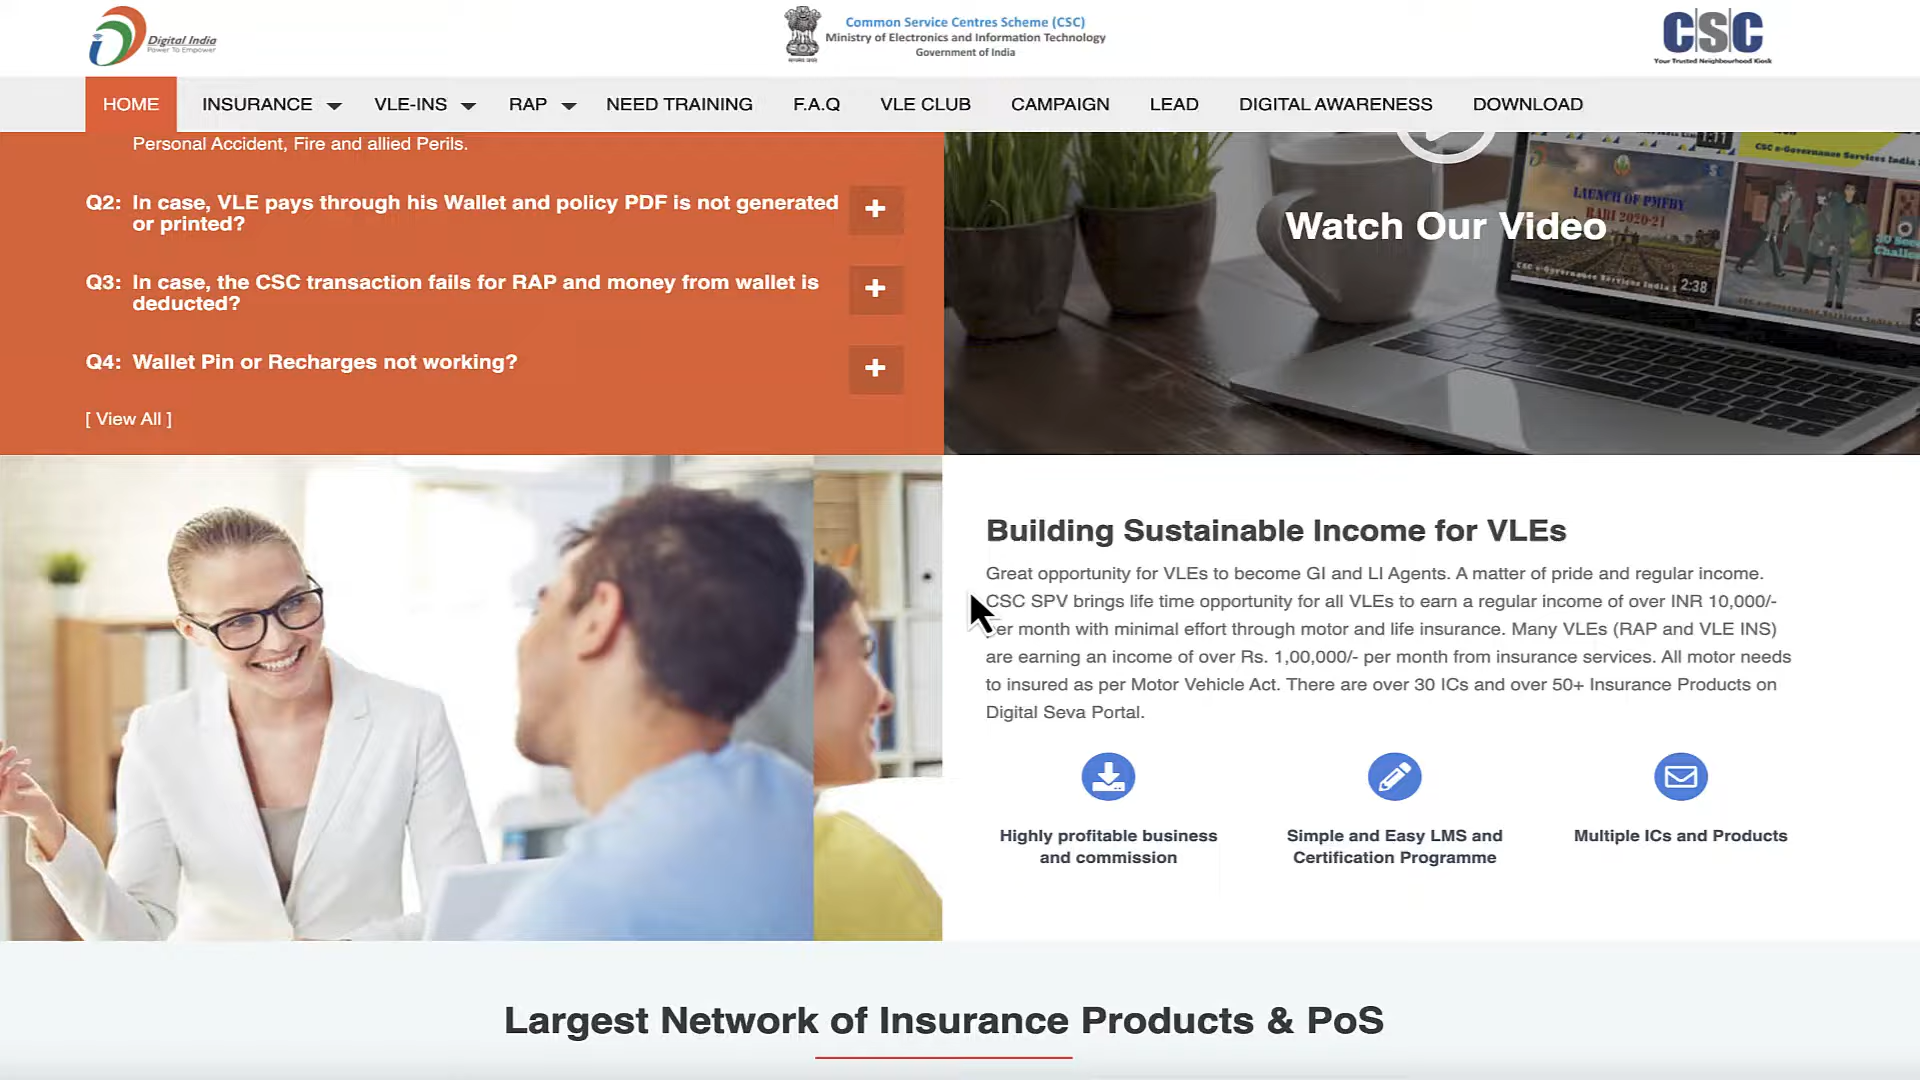 Digital India
Power To Empower
Common Service Centres Scheme (CSC)
Ministry of Electronics and Information Technology
Government of India
CSC
Your Trusted Neighbourhood Kiosk
HOME INSURANCE VLE-INS RAP NEED TRAINING F.A.Q VLE CLUB CAMPAIGN LEAD DIGITAL AWARENESS DOWNLOAD
Personal Accident, Fire and allied Perils.
Q2: In case, VLE pays through his Wallet and policy PDF is not generated
or printed?
Q3: In case, the CSC transaction fails for RAP and money from wallet is
deducted?
Q4: Wallet Pin or Recharges not working?
[ View All ]
CSC e-Governance Services India
LAUNCH OF PMFBY
RABI 2020-21
CSC e-Governance Services India
2:38
Watch Our Video
Building Sustainable Income for VLEs
Great opportunity for VLEs to become GI and LI Agents. A matter of pride and regular income.
CSC SPV brings life time opportunity for all VLEs to earn a regular income of over INR 10,000/-
per month with minimal effort through motor and life insurance. Many VLEs (RAP and VLE INS)
are earning an income of over Rs. 1,00,000/- per month from insurance services. All motor needs
to insured as per Motor Vehicle Act. There are over 30 ICs and over 50+ Insurance Products on
Digital Seva Portal.
Highly profitable business
and commission
Simple and Easy LMS and
Certification Programme
Multiple ICs and Products
Largest Network of Insurance Products & PoS